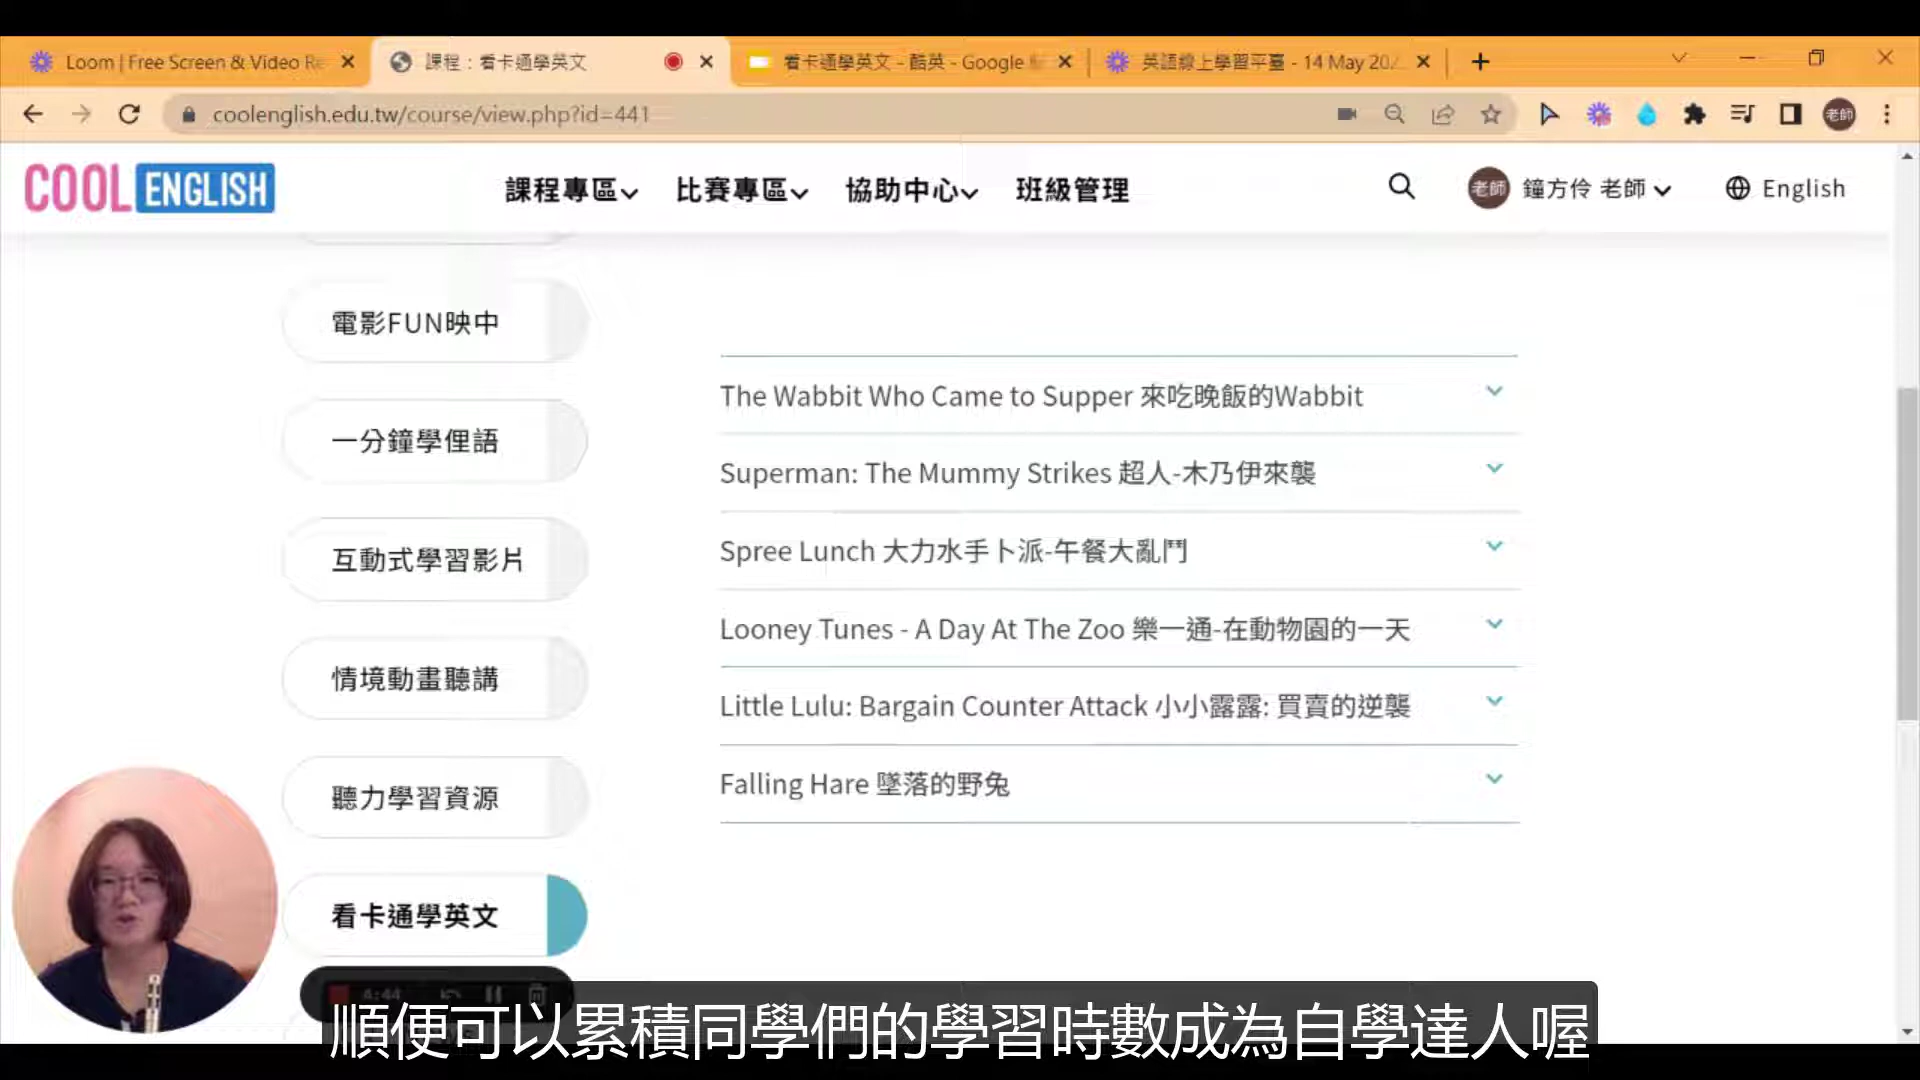 Loom | Free Screen & Video Re
課程：看卡通學英文
看卡通學英文 - 酷英 - Google
英語線上學習平臺 - 14 May 202
coolenglish.edu.tw/course/view.php?id=441
老師
COOL ENGLISH
課程專區
比賽專區
協助中心
班級管理
老師
鐘方伶 老師
English
電影FUN映中
一分鐘學俚語
互動式學習影片
情境動畫聽講
聽力學習資源
看卡通學英文
The Wabbit Who Came to Supper 來吃晚飯的Wabbit
Superman: The Mummy Strikes 超人-木乃伊來襲
Spree Lunch 大力水手卜派-午餐大亂鬥
Looney Tunes - A Day At The Zoo 樂一通-在動物園的一天
Little Lulu: Bargain Counter Attack 小小露露: 買賣的逆襲
Falling Hare 墜落的野兔
4:44
順便可以累積同學們的學習時數成為自學達人喔